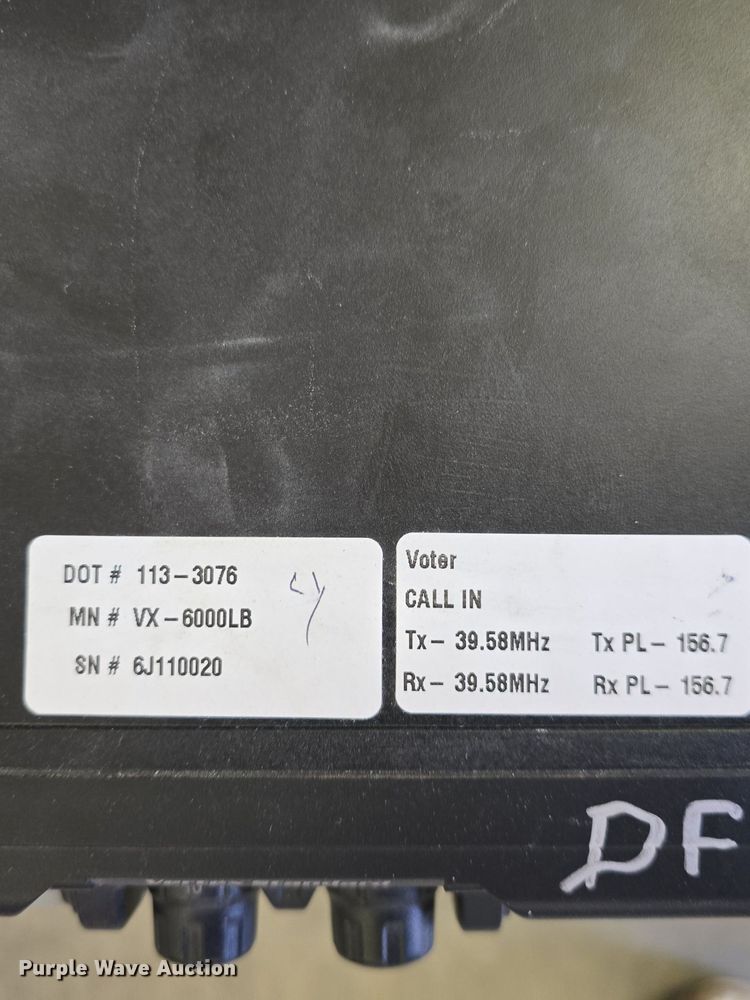 DOT # 113-3076
MN # VX-6000LB
SN # 6J110020
Voter
CALL IN
Tx- 39.58MHz Tx PL- 156.7
Rx- 39.58MHz Rx PL- 156.7
DF
Purple Wave Auction